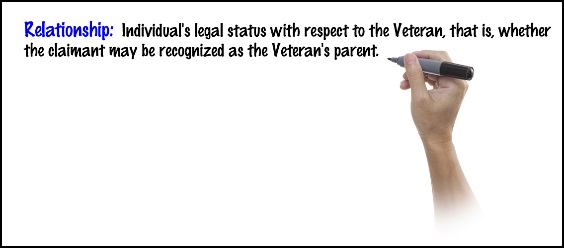 Relationship: Individual's legal status with respect to the Veteran, that is, whether
the claimant may be recognized as the Veteran's parent.